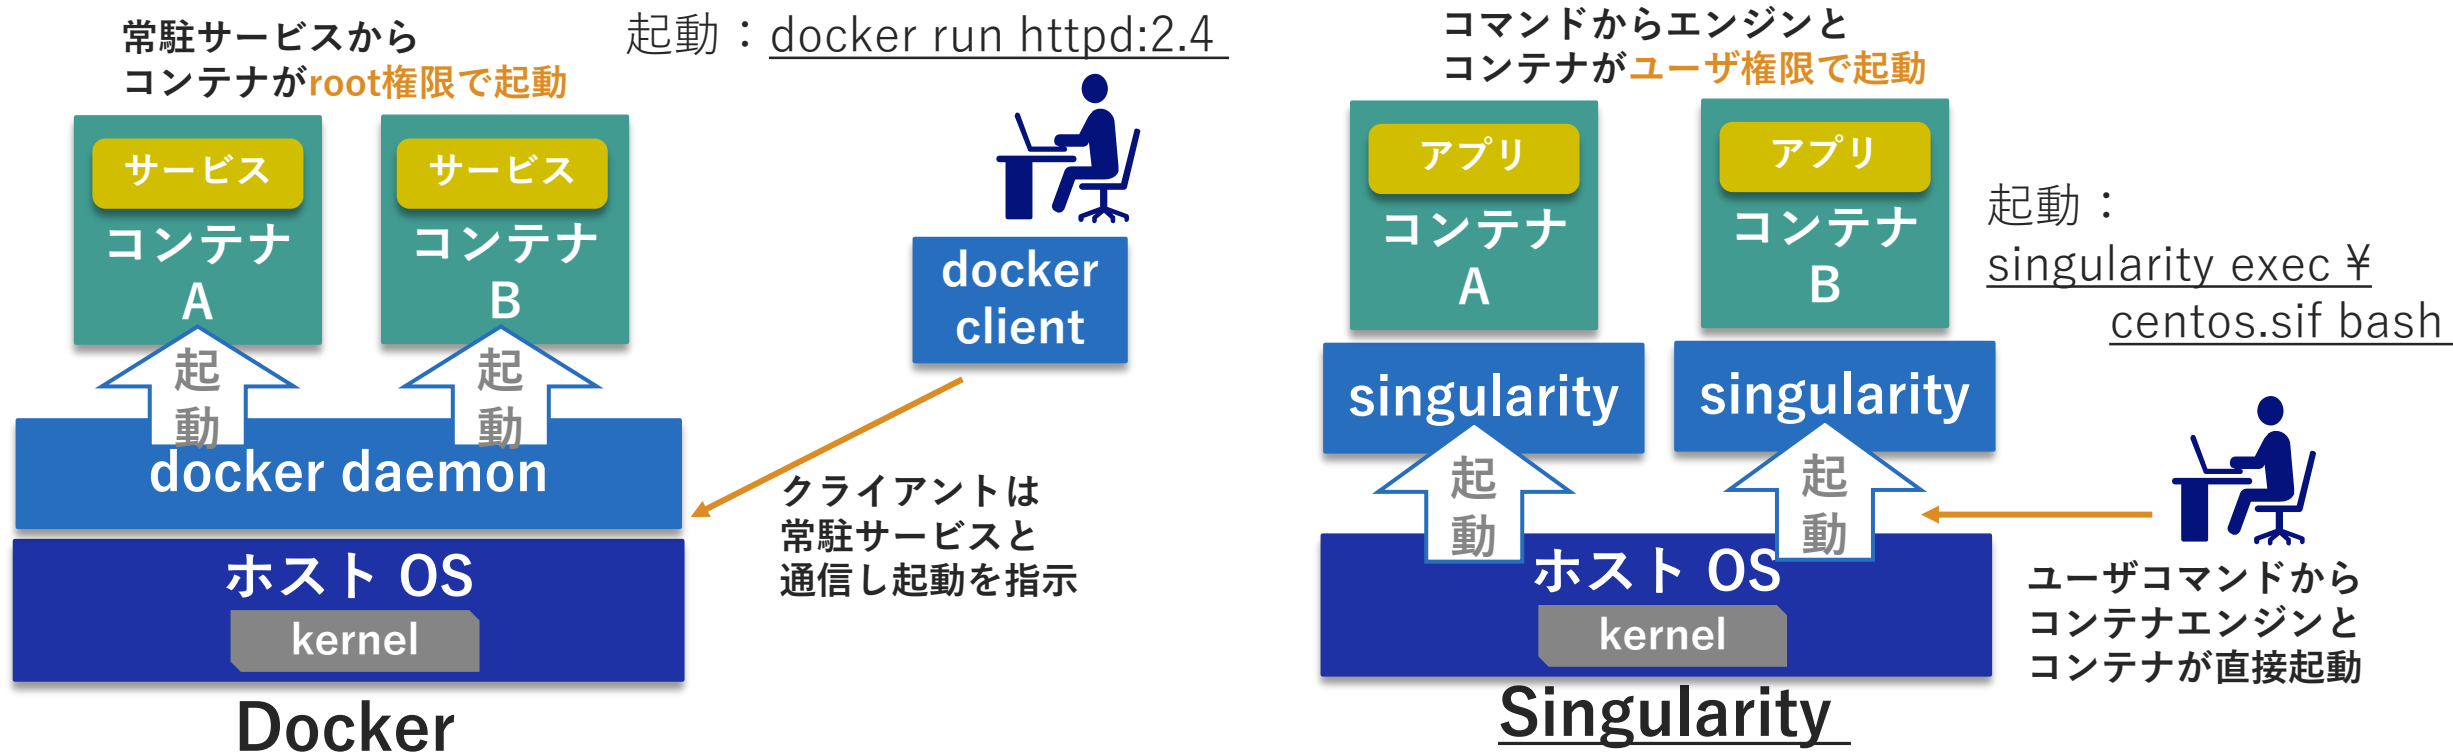 常駐サービスから
コンテナがroot権限で起動
起動：docker run httpd:2.4
サービス
コンテナ
A
サービス
コンテナ
B
起
動
起
動
docker daemon
ホスト OS
kernel
Docker
docker
client
クライアントは
常駐サービスと
通信し起動を指示
コマンドからエンジンと
コンテナがユーザ権限で起動
アプリ
コンテナ
A
アプリ
コンテナ
B
singularity
singularity
起
動
起
動
ホスト OS
kernel
Singularity
起動：
singularity exec ¥
centos.sif bash
ユーザコマンドから
コンテナエンジンと
コンテナが直接起動